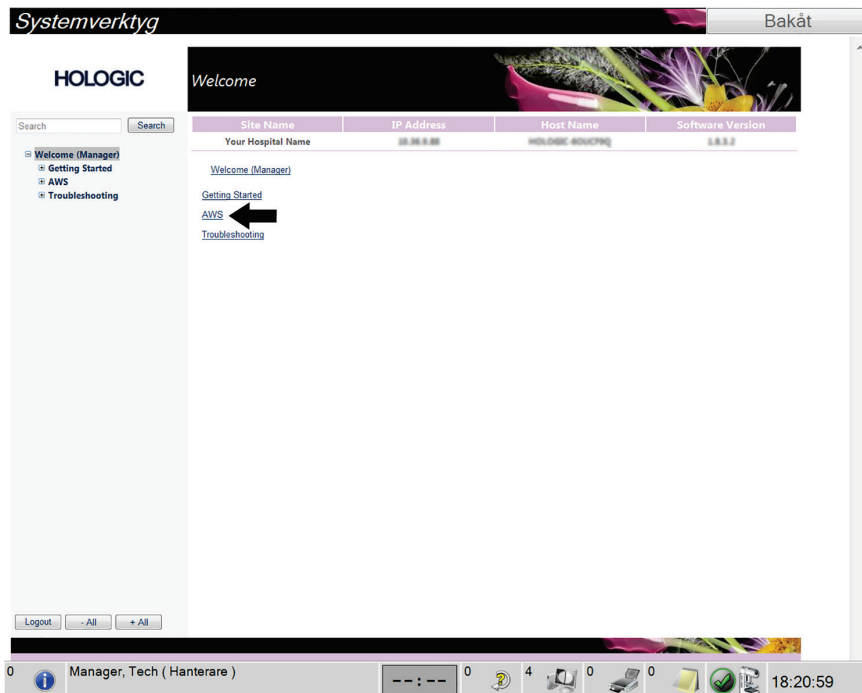 Systemverktyg
Bakåt
HOLOGIC
Welcome
Search Search
Site Name IP Address Host Name Software Version
Your Hospital Name
Welcome (Manager)
Getting Started
AWS
Troubleshooting
Welcome (Manager)
Getting Started
AWS
Troubleshooting
Logout - All + All
0 Manager, Tech ( Hanterare ) --:-- 0 4 0 0 18:20:59